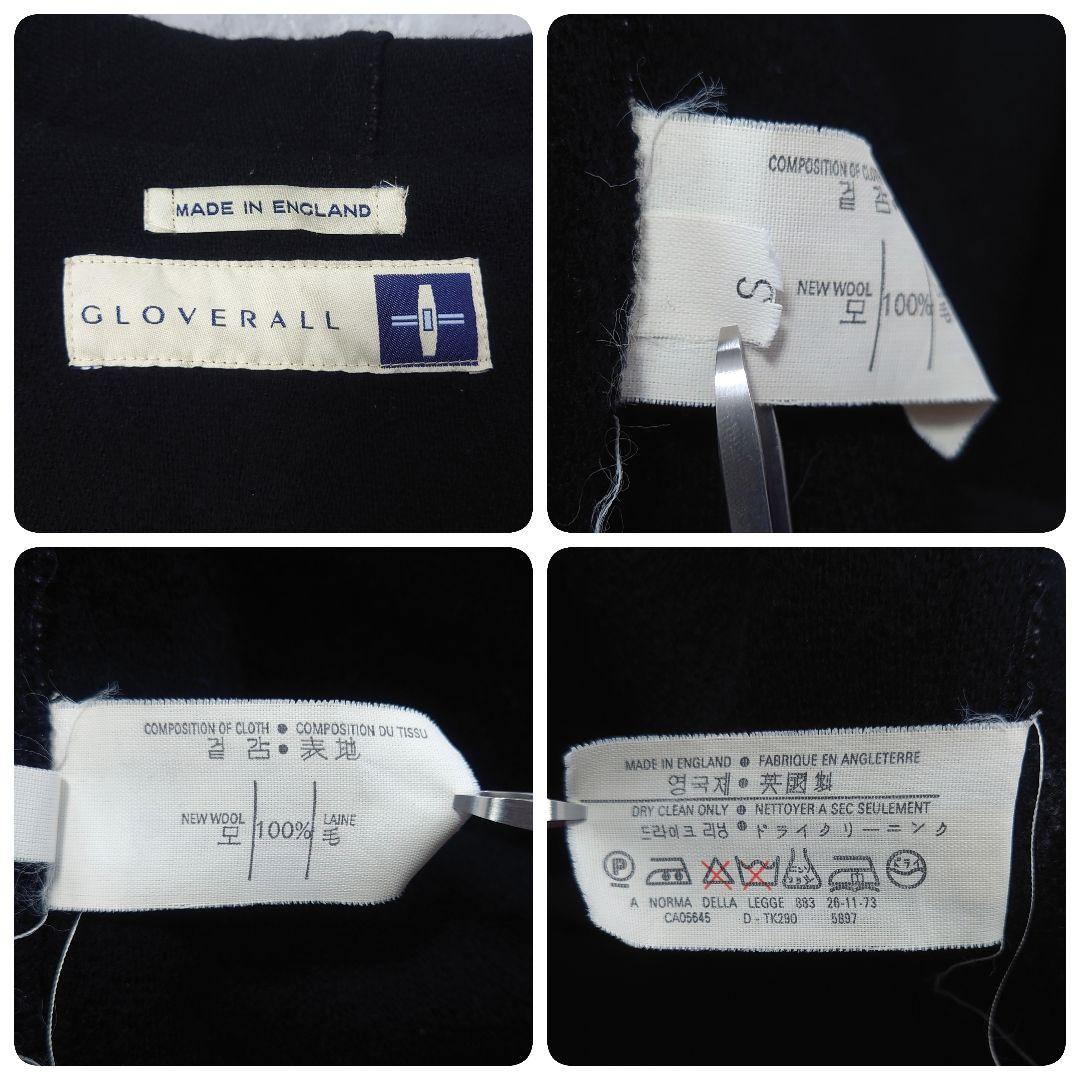 MADE IN ENGLAND
GLOVERALL
COMPOSITION OF
겉 감
S
NEW WOOL
모
100%
COMPOSITION OF CLOTH ● COMPOSITION DU TISSU
겉 감 ● 表地
NEW WOOL 100% LAINE
모 毛
MADE IN ENGLAND ● FABRIQUE EN ANGLETERRE
영국제 ● 英國製
DRY CLEAN ONLY ● NETTOYER A SEC SEULEMENT
드라이크 리닝 ● ドライクリーニング
P
ドライ
A NORMA DELLA LEGGE 883 26-11-73
CA05645 D-TK290 5897